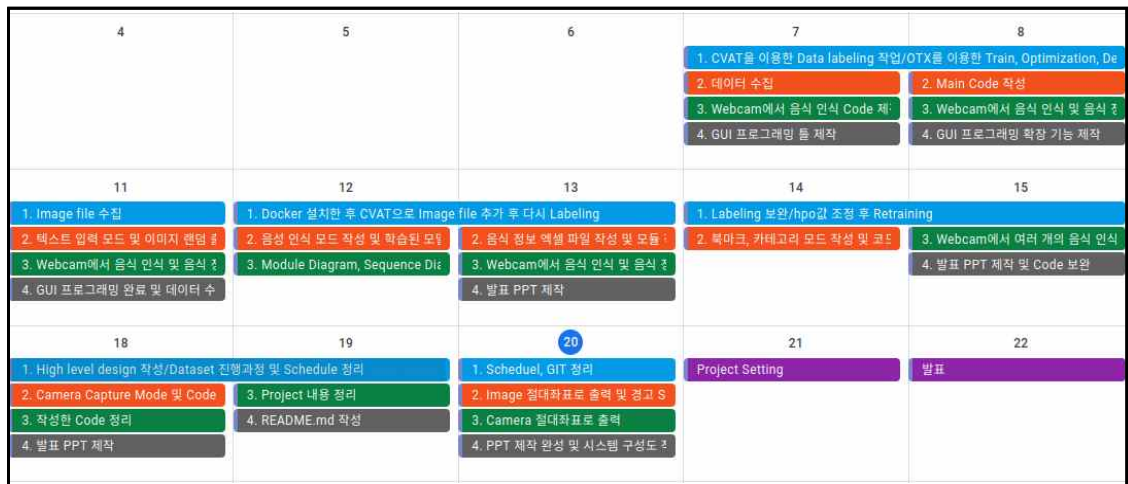 4 5 6 7 8
1. CVAT을 이용한 Data labeling 작업/OTX를 이용한 Train, Optimization, De
2. 데이터 수집
2. Main Code 작성
3. Webcam에서 음식 인식 Code 제
3. Webcam에서 음식 인식 및 음식
4. GUI 프로그래밍 툴 제작
4. GUI 프로그래밍 확장 기능 제작
11 12 13 14 15
1. Image file 수집
1. Docker 설치한 후 CVAT으로 Image file 추가 후 다시 Labeling
1. Labeling 보완/hpo값 조정 후 Retraining
2. 텍스트 입력 모드 및 이미지 랜덤
2. 음성 인식 모드 작성 및 학습된 모델
2. 음식 정보 엑셀 파일 작성 및 모듈
2. 북마크, 카테고리 모드 작성 및 코드
3. Webcam에서 여러 개의 음식 인식
3. Webcam에서 음식 인식 및 음식
3. Module Diagram, Sequence Dia
3. Webcam에서 음식 인식 및 음식
4. 발표 PPT 제작 및 Code 보완
4. GUI 프로그래밍 완료 및 데이터 수
4. 발표 PPT 제작
18 19 20 21 22
1. High level design 작성/Dataset 진행과정 및 Schedule 정리
1. Scheduel, GIT 정리
Project Setting
발표
2. Camera Capture Mode 및 Code
3. Project 내용 정리
2. Image 절대좌표로 출력 및 경고 S
3. 작성한 Code 정리
4. README.md 작성
3. Camera 절대좌표로 출력
4. 발표 PPT 제작
4. PPT 제작 완성 및 시스템 구성도